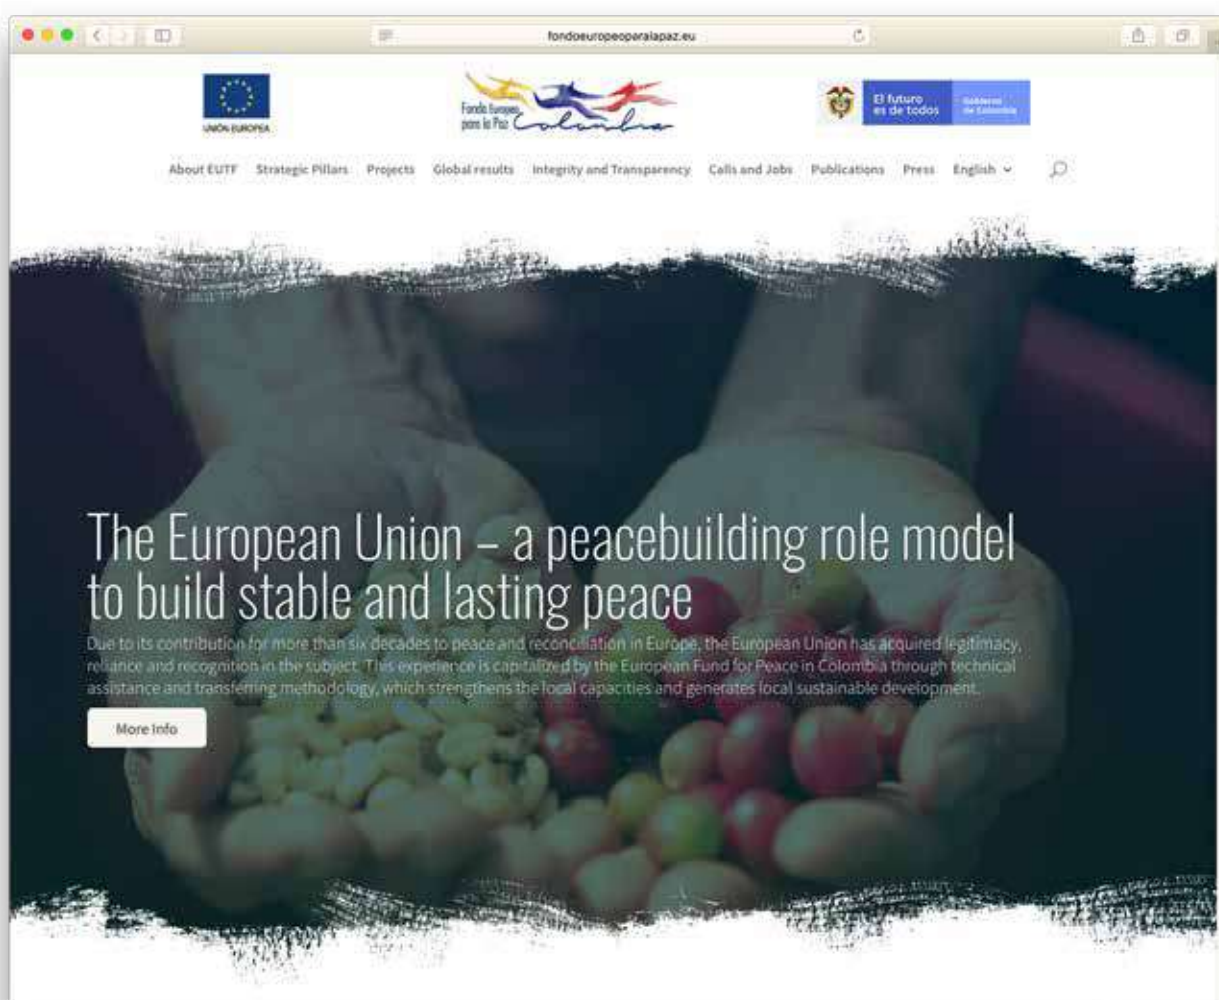 fondoeuropeoparalapaz.eu
UNIÓN EUROPEA
Fondo Europeo
para la Paz
Colombia
El futuro
es de todos
Gobierno
de Colombia
About EUTF Strategic Pillars Projects Global results Integrity and Transparency Calls and Jobs Publications Press English
The European Union – a peacebuilding role model
to build stable and lasting peace
Due to its contribution for more than six decades to peace and reconciliation in Europe, the European Union has acquired legitimacy,
reliance and recognition in the subject. This experience is capitalized by the European Fund for Peace in Colombia through technical
assistance and transferring methodology, which strengthens the local capacities and generates local sustainable development.
More Info